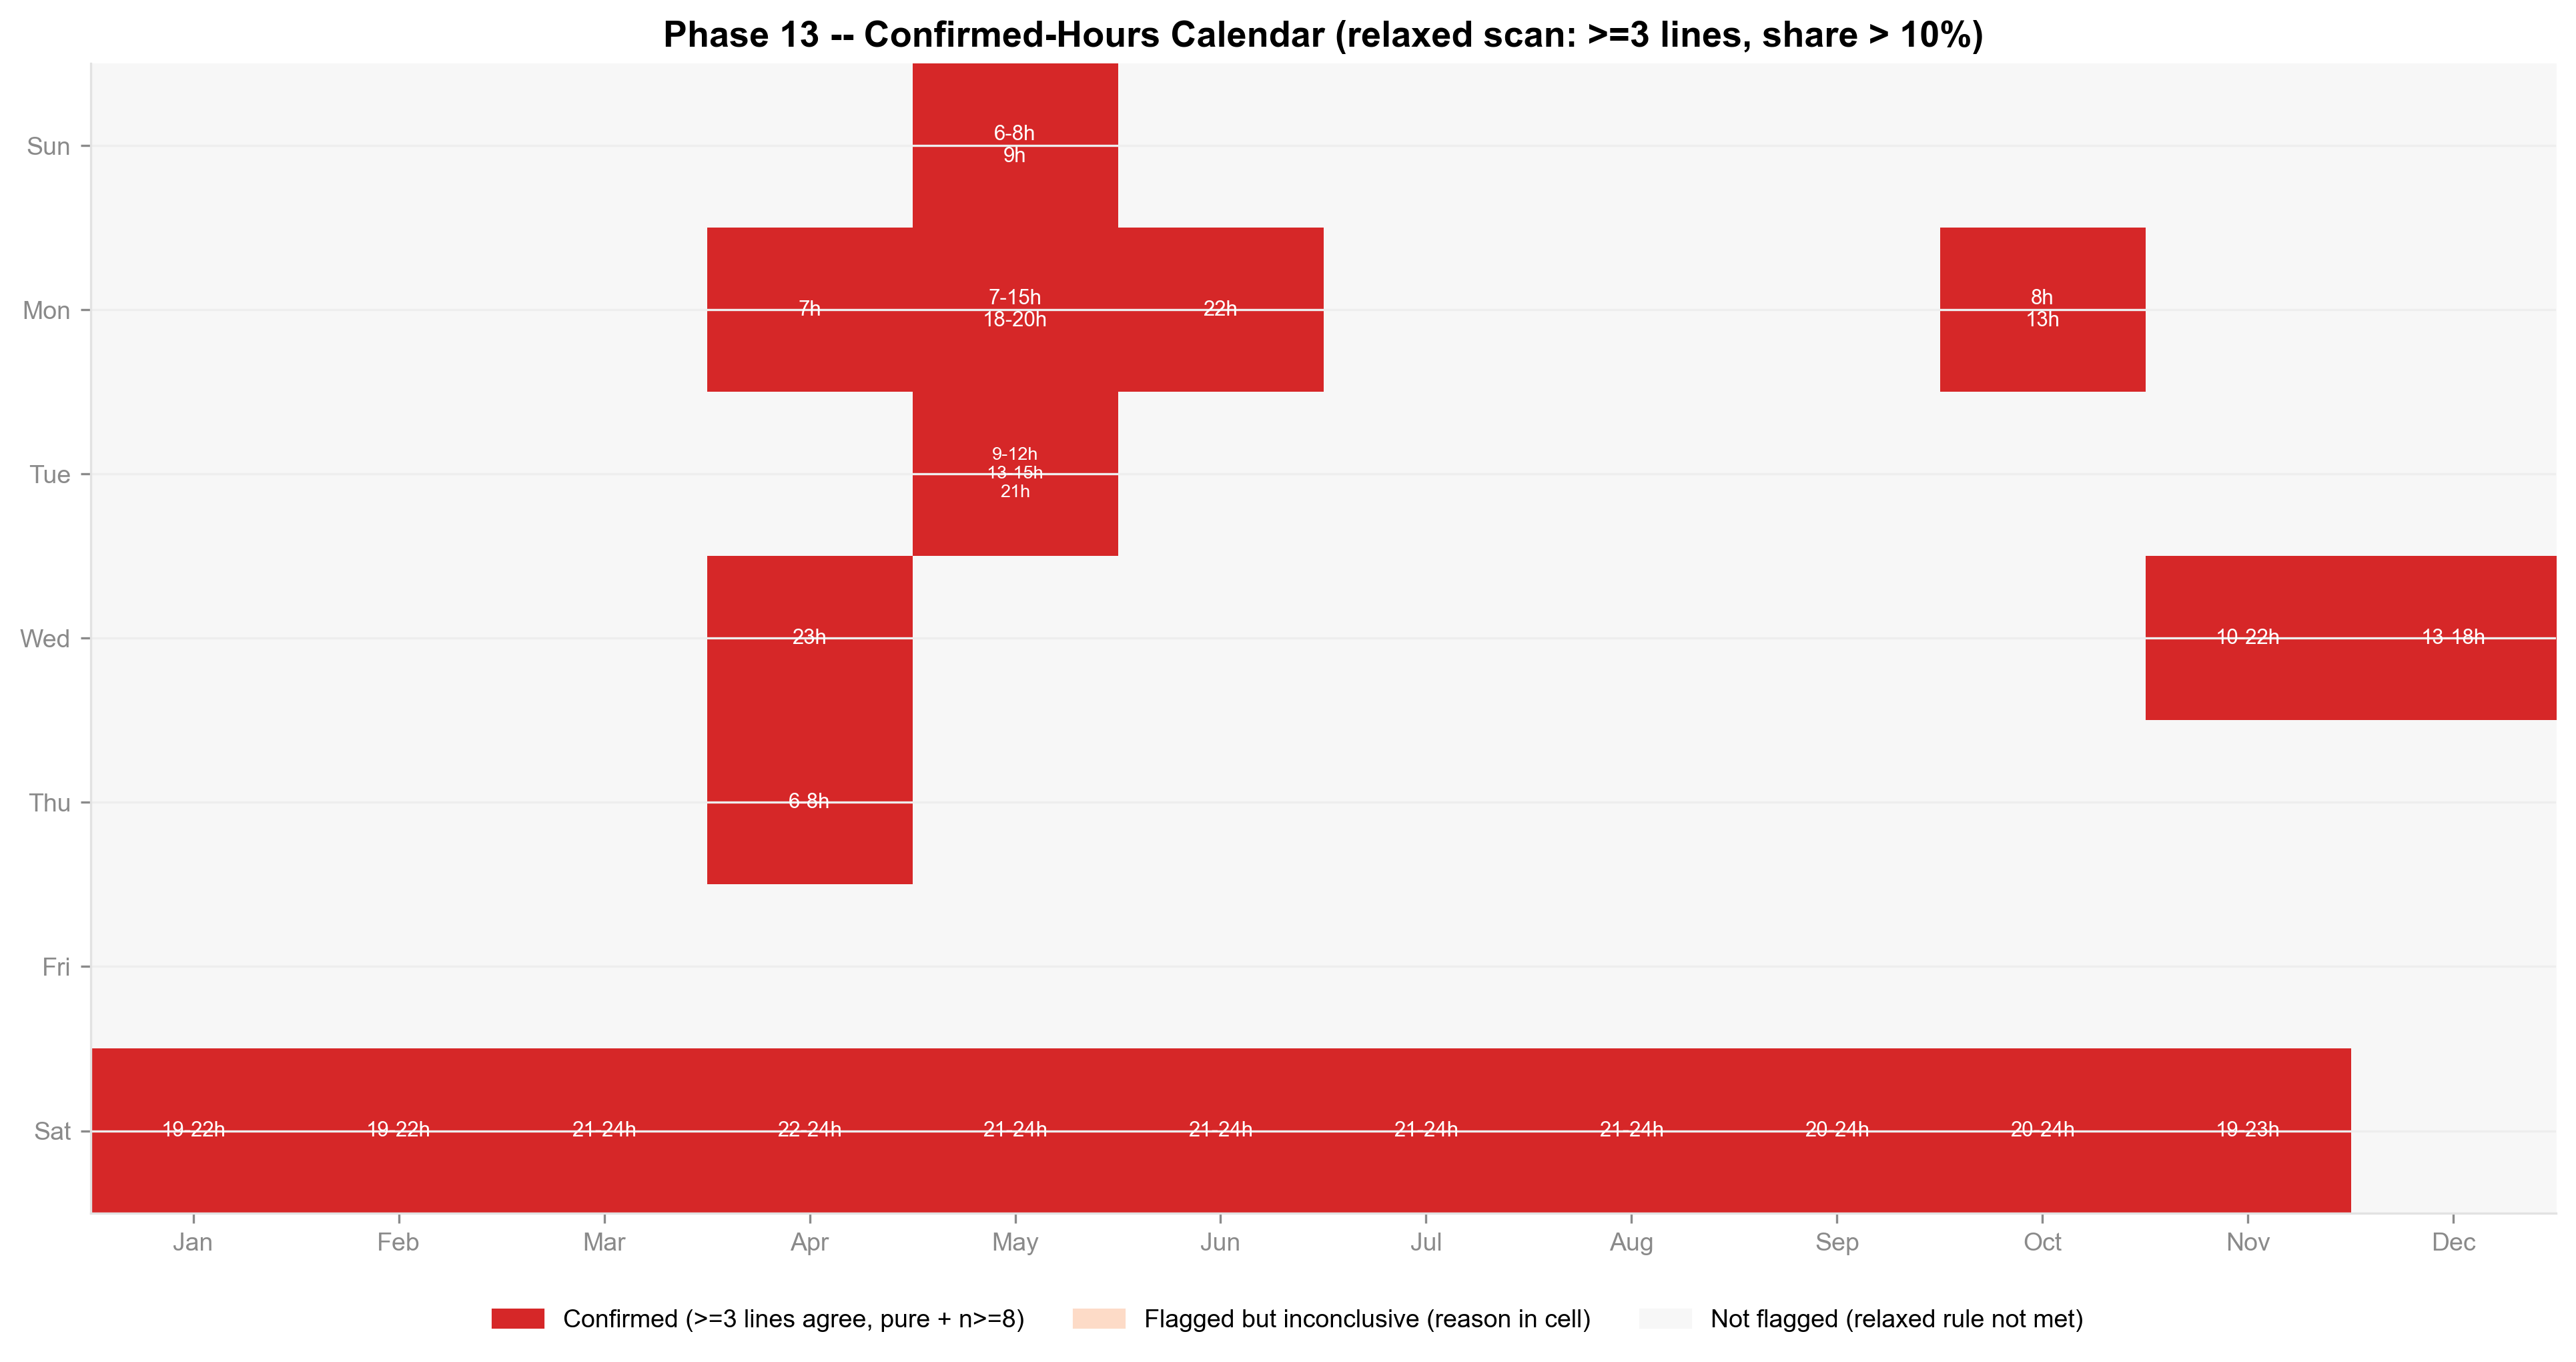 Phase 13 -- Confirmed-Hours Calendar (relaxed scan: >=3 lines, share > 10%)
Sun
6-8h
9h
Mon
7h
7-15h
18-20h
22h
8h
13h
Tue
9-12h
13-15h
21h
Wed
23h
10-22h
13-18h
Thu
6-8h
Fri
Sat
19-22h
19-22h
21-24h
22-24h
21-24h
21-24h
21-24h
21-24h
20-24h
20-24h
19-23h
Jan
Feb
Mar
Apr
May
Jun
Jul
Aug
Sep
Oct
Nov
Dec
Confirmed (>=3 lines agree, pure + n>=8)
Flagged but inconclusive (reason in cell)
Not flagged (relaxed rule not met)